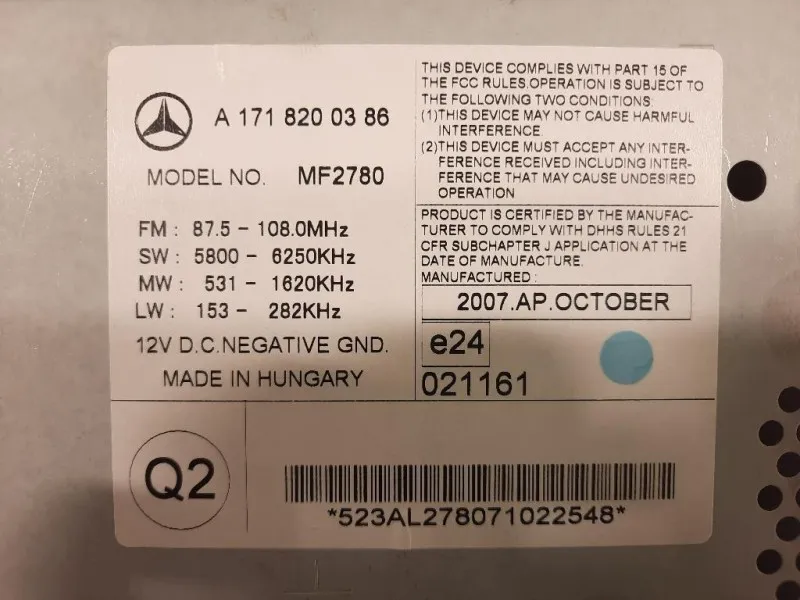 A 171 820 03 86
MODEL NO. MF2780
FM : 87.5 - 108.0MHz
SW : 5800 - 6250KHz
MW : 531 - 1620KHz
LW : 153 - 282KHz
12V D.C.NEGATIVE GND.
MADE IN HUNGARY
THIS DEVICE COMPLIES WITH PART 15 OF
THE FCC RULES.OPERATION IS SUBJECT TO
THE FOLLOWING TWO CONDITIONS:
(1)THIS DEVICE MAY NOT CAUSE HARMFUL
INTERFERENCE.
(2)THIS DEVICE MUST ACCEPT ANY INTER-
FERENCE RECEIVED INCLUDING INTER-
FERENCE THAT MAY CAUSE UNDESIRED
OPERATION
PRODUCT IS CERTIFIED BY THE MANUFAC-
TURER TO COMPLY WITH DHHS RULES 21
CFR SUBCHAPTER J APPLICATION AT THE
DATE OF MANUFACTURE.
MANUFACTURED :
2007.AP.OCTOBER
e24
021161
Q2
*523AL278071022548*